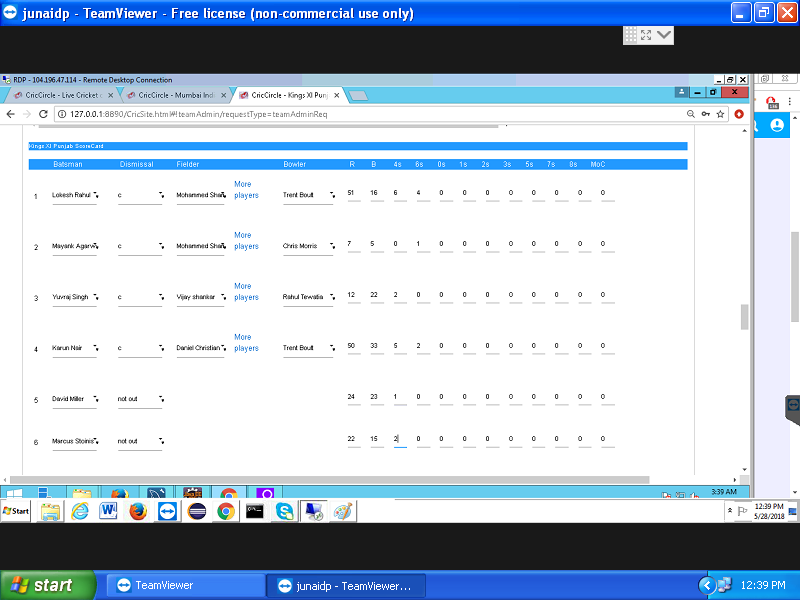 junaidp - TeamViewer - Free license (non-commercial use only)
RDP - 104.196.47.114 - Remote Desktop Connection
CricCircle - Live Cricket CricCircle - Mumbai Indi CricCircle - Kings XI Punj
127.0.0.1:8890/CricSite.html#!teamAdmin/requestType=teamAdminReq
136
Kings XI Punjab ScoreCard
Batsman Dismissal Fielder Bowler R B 4s 6s 0s 1s 2s 3s 5s 7s 8s MoC
1 Lokesh Rahul c Mohammed Sha More players Trent Boult 51 16 6 4 0 0 0 0 0 0 0 0
2 Mayank Agarw c Mohammed Sha More players Chris Morris 7 5 0 1 0 0 0 0 0 0 0 0
3 Yuvraj Singh c Vijay shankar More players Rahul Tewatia 12 22 2 0 0 0 0 0 0 0 0 0
4 Karun Nair c Daniel Christian More players Trent Boult 50 33 5 2 0 0 0 0 0 0 0 0
5 David Miller not out 24 23 1 0 0 0 0 0 0 0 0 0
6 Marcus Stoinis not out 22 15 2 0 0 0 0 0 0 0 0 0
3:39 AM
Start
12:39 PM
5/28/2018
start TeamViewer junaidp - TeamViewer... 12:39 PM